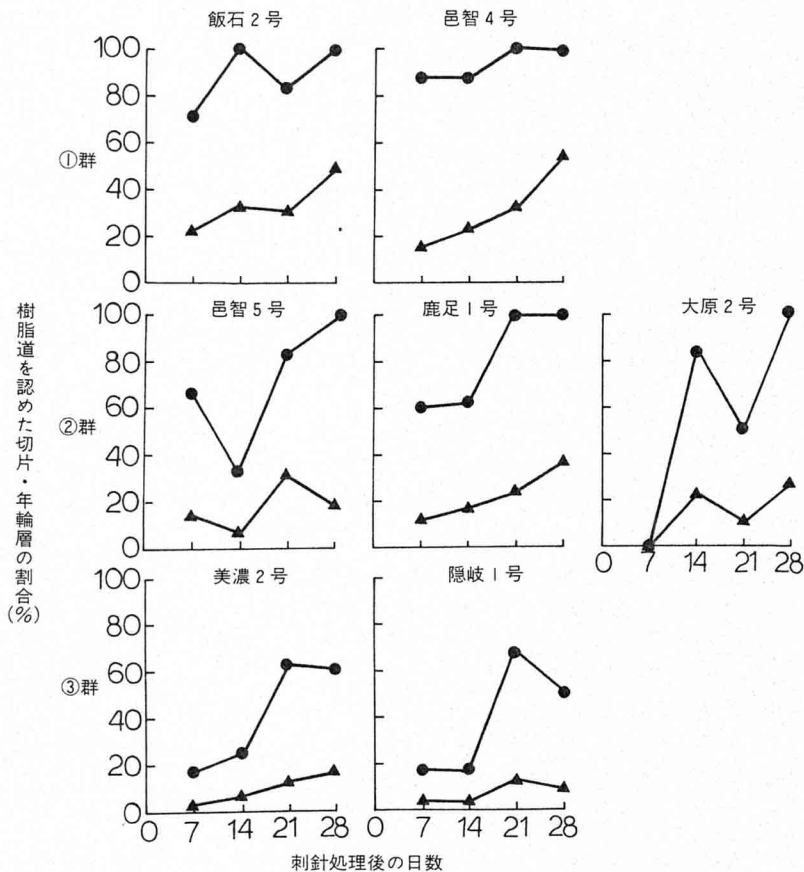 飯石2号
邑智4号
100
80
60
40
20
0
①群
邑智5号
鹿足1号
大原2号
100
80
60
40
20
0
②群
0 7 14 21 28
美濃2号
隠岐1号
100
80
60
40
20
0
③群
0 7 14 21 28
0 7 14 21 28
樹脂道を認めた切片・年輪層の割合(%)
刺針処理後の日数